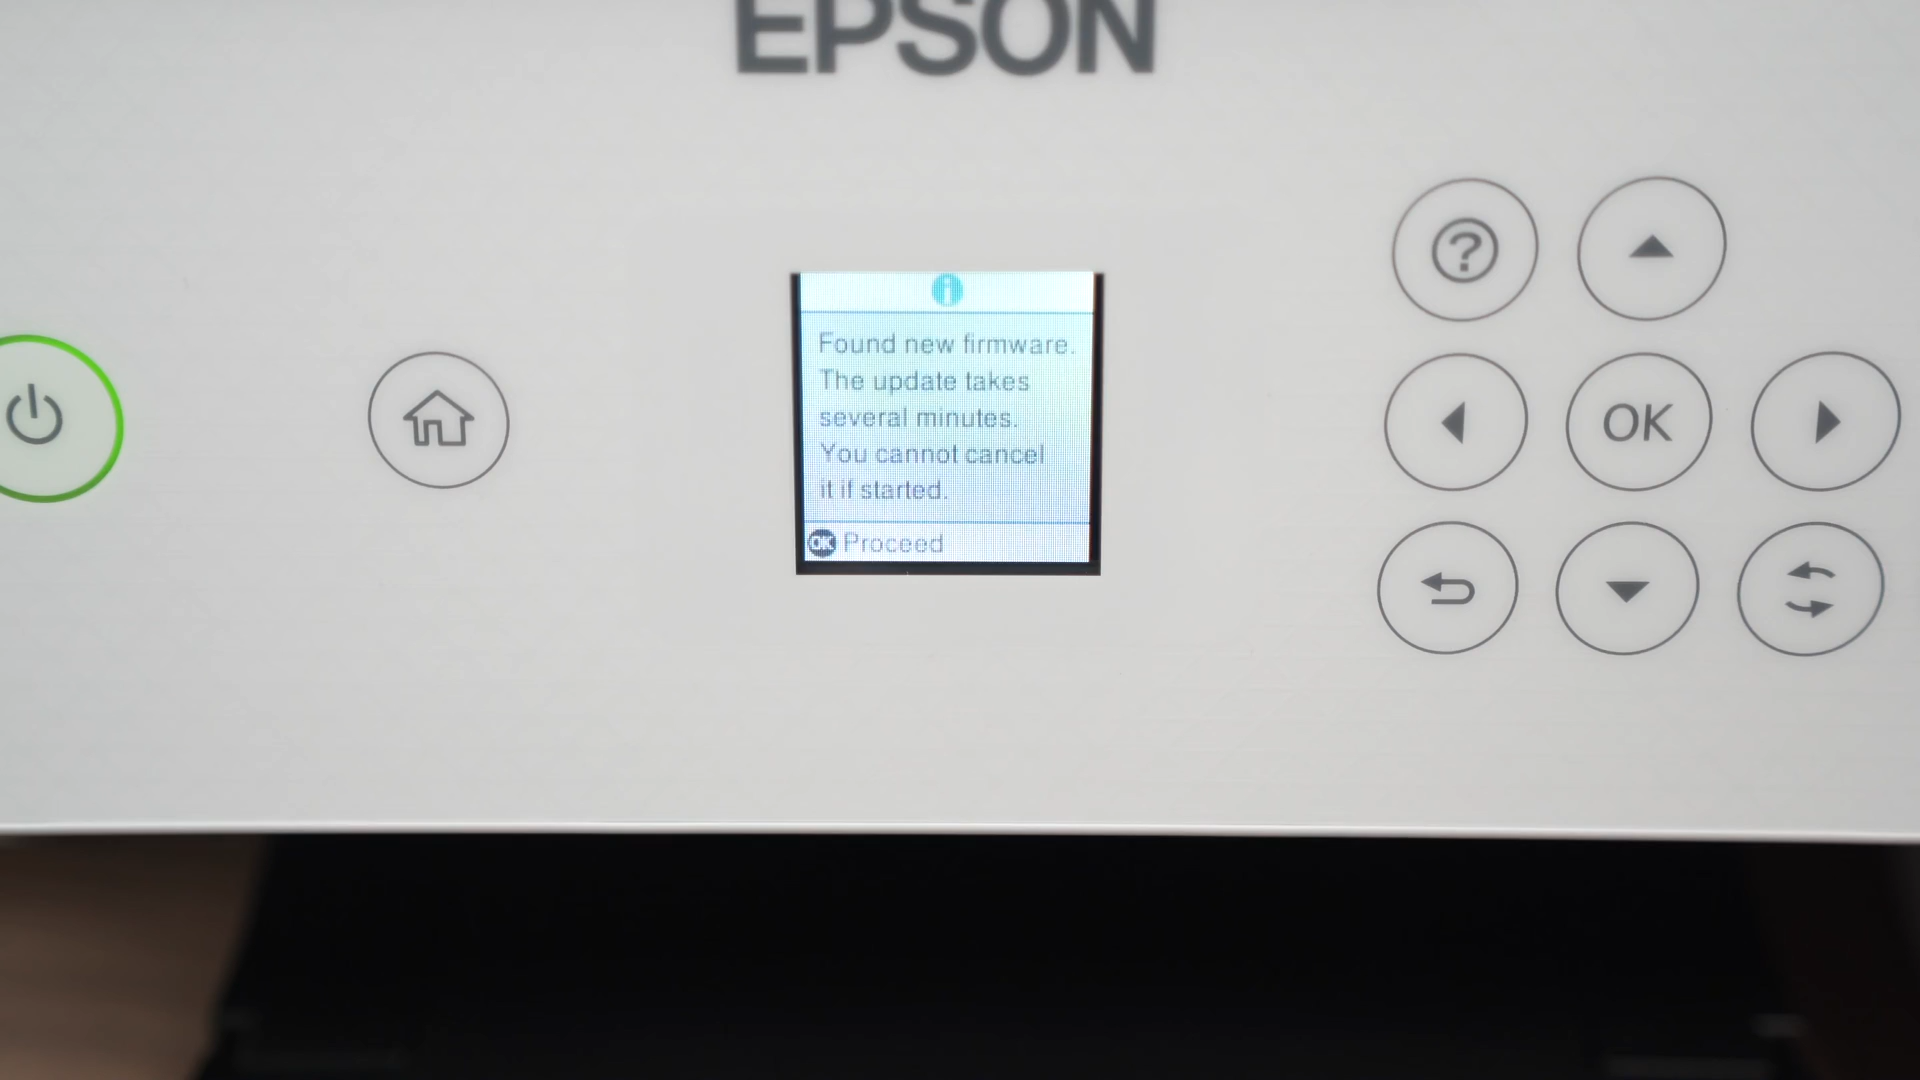 EPSON
Found new firmware.
The update takes
several minutes.
You cannot cancel
it if started.
OK Proceed
?
OK